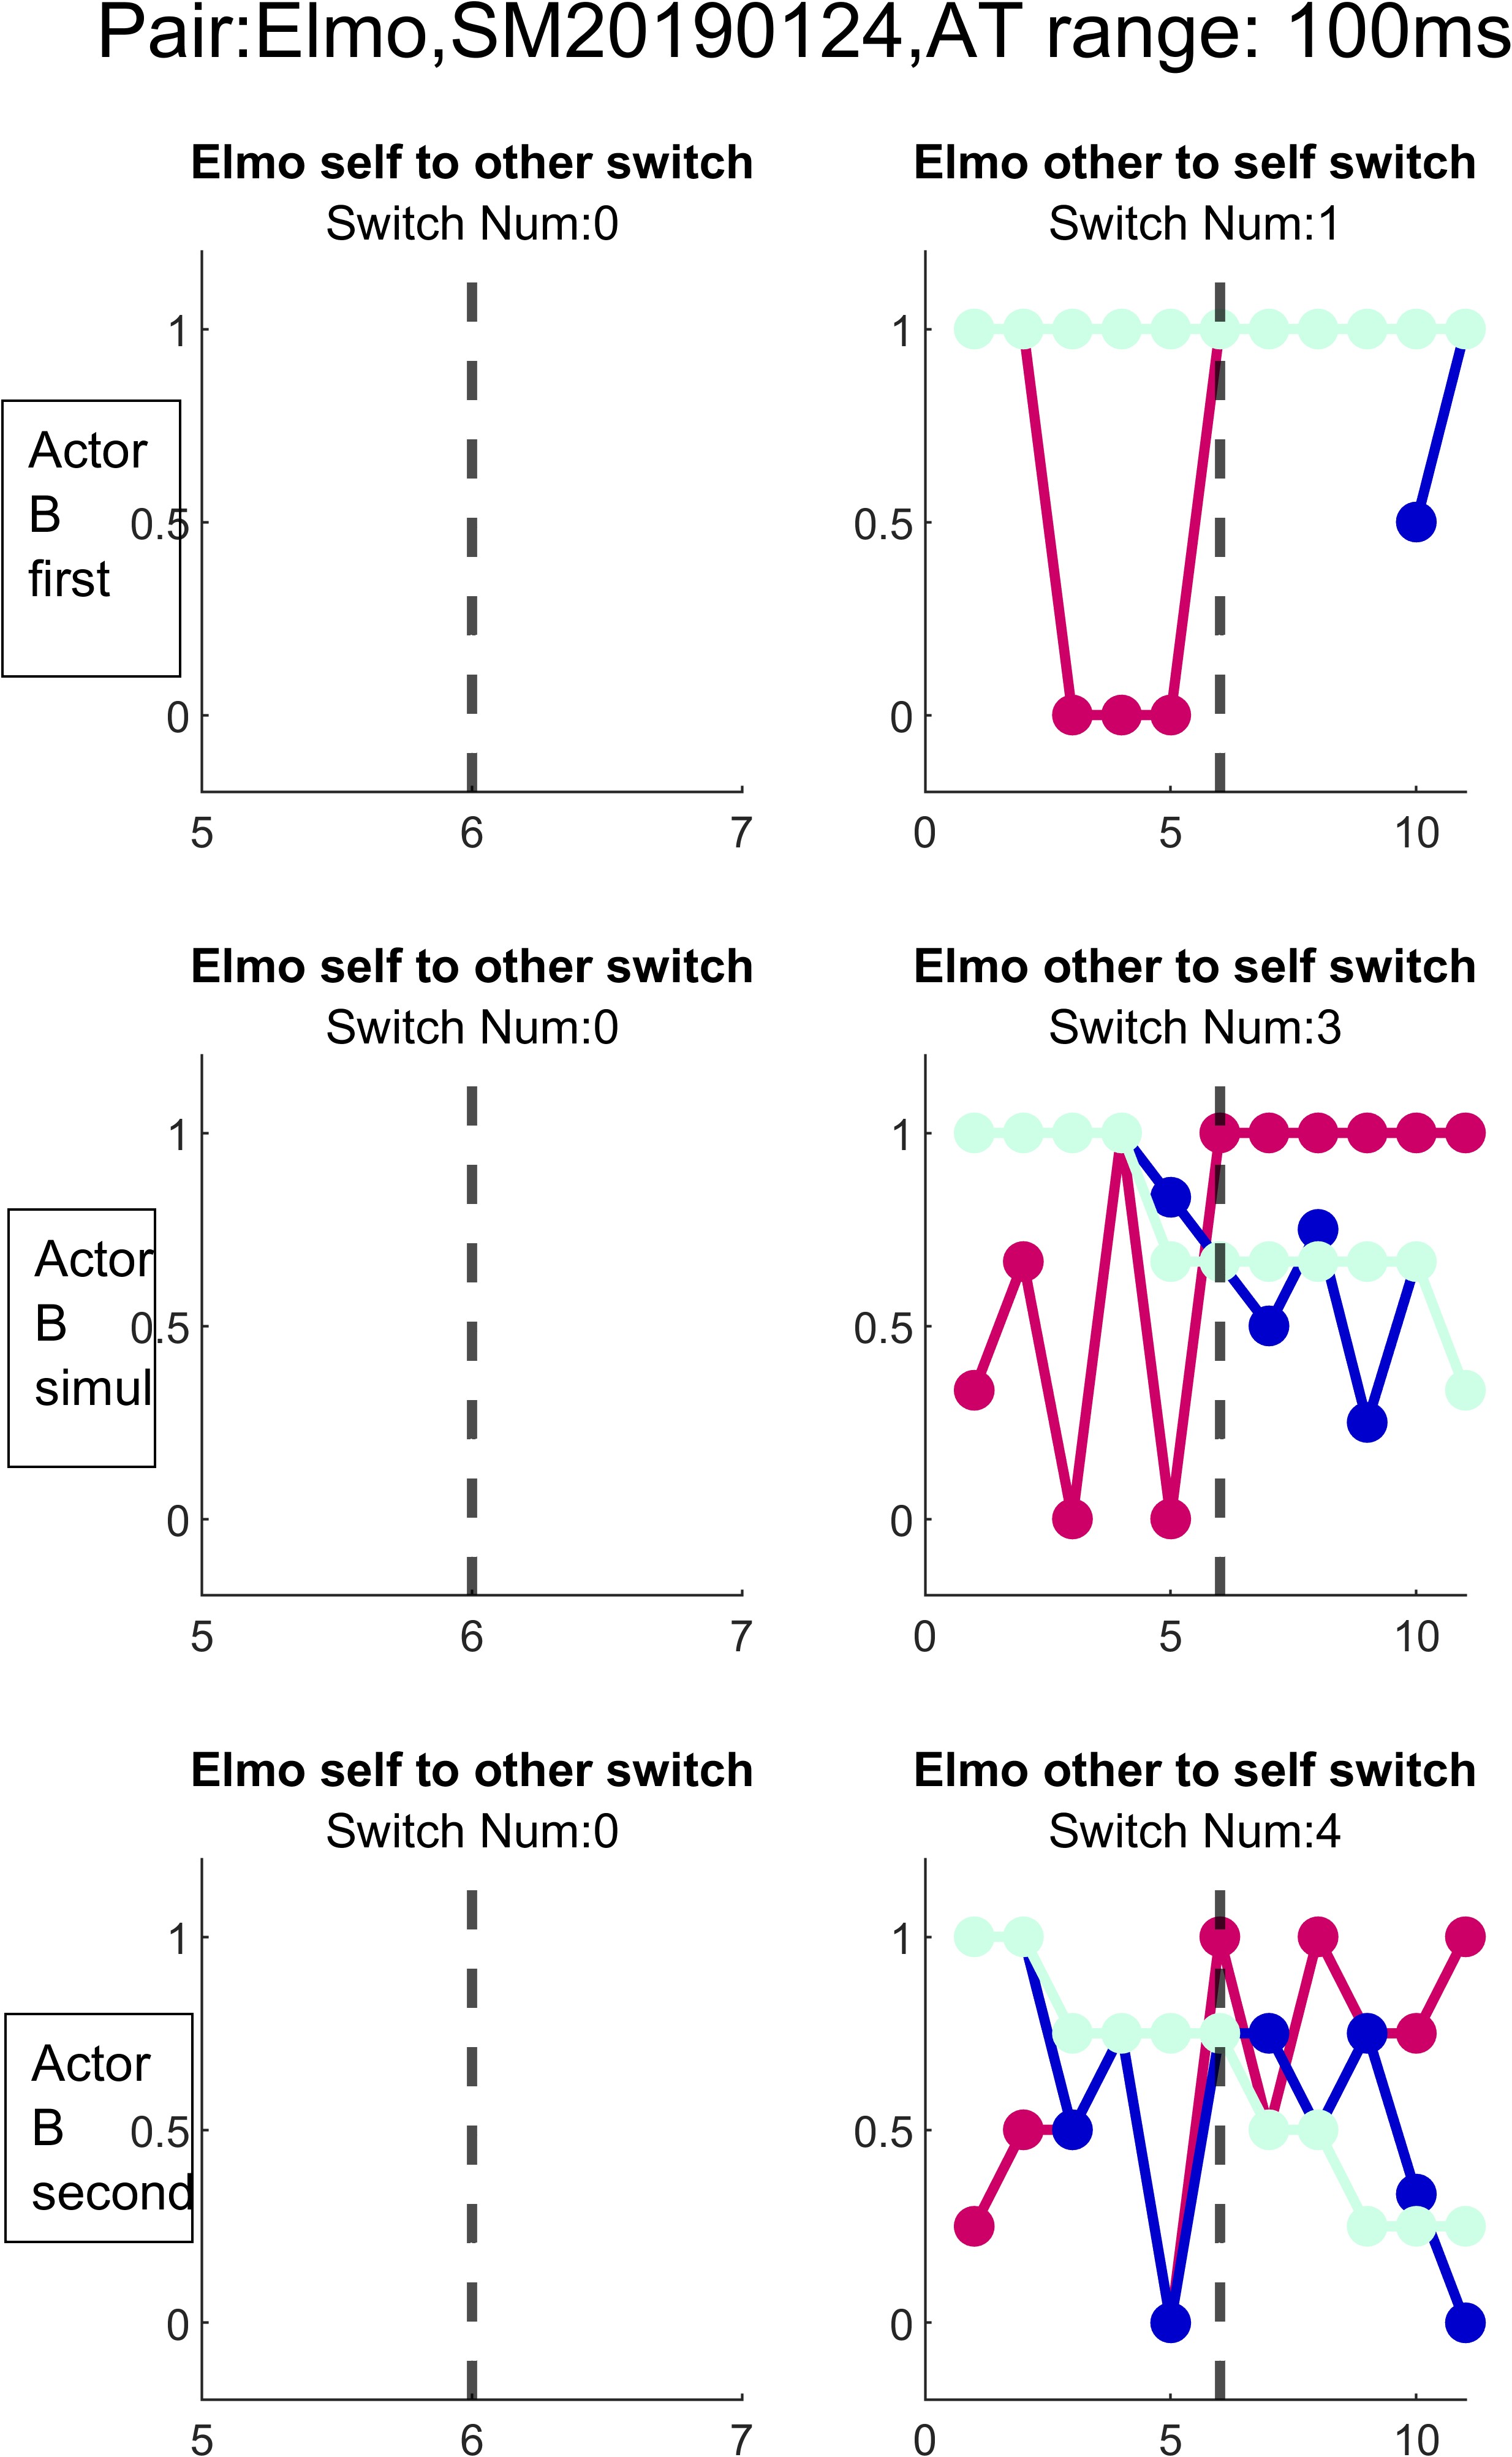 Pair:Elmo,SM20190124,AT range: 100ms
Elmo self to other switch
Switch Num:0
1
0.5
0
5 6 7
Actor
B
first
Elmo other to self switch
Switch Num:1
1
0.5
0
0 5 10
Elmo self to other switch
Switch Num:0
1
0.5
0
5 6 7
Actor
B
simul
Elmo other to self switch
Switch Num:3
1
0.5
0
0 5 10
Elmo self to other switch
Switch Num:0
1
0.5
0
5 6 7
Actor
B
second
Elmo other to self switch
Switch Num:4
1
0.5
0
0 5 10